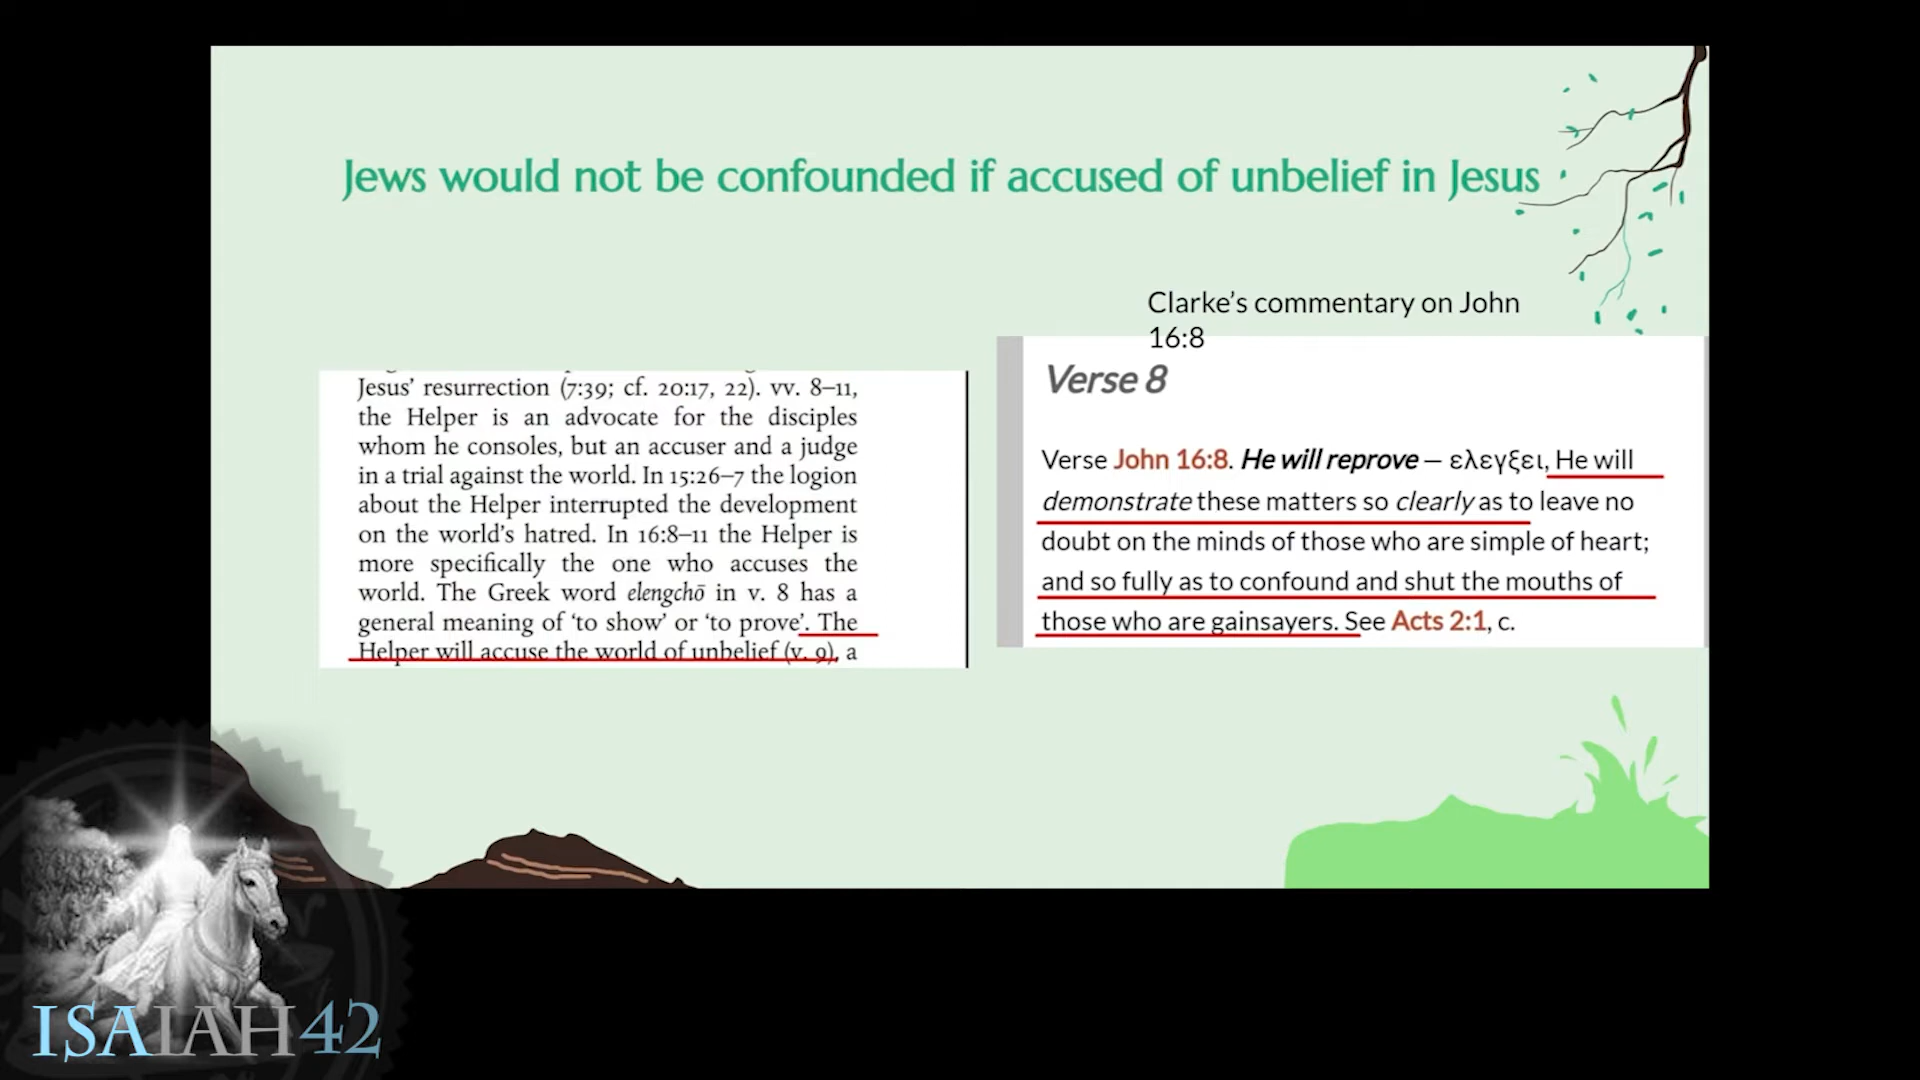 Jews would not be confounded if accused of unbelief in Jesus
Clarke's commentary on John
16:8
Jesus' resurrection (7:39; cf. 20:17, 22). vv. 8–11,
the Helper is an advocate for the disciples
whom he consoles, but an accuser and a judge
in a trial against the world. In 15:26–7 the logion
about the Helper interrupted the development
on the world's hatred. In 16:8–11 the Helper is
more specifically the one who accuses the
world. The Greek word elengchō in v. 8 has a
general meaning of 'to show' or 'to prove'. The
Helper will accuse the world of unbelief (v. 9), a
Verse 8
Verse John 16:8. He will reprove – ελεγξει, He will
demonstrate these matters so clearly as to leave no
doubt on the minds of those who are simple of heart;
and so fully as to confound and shut the mouths of
those who are gainsayers. See Acts 2:1, c.
ISAIAH 42